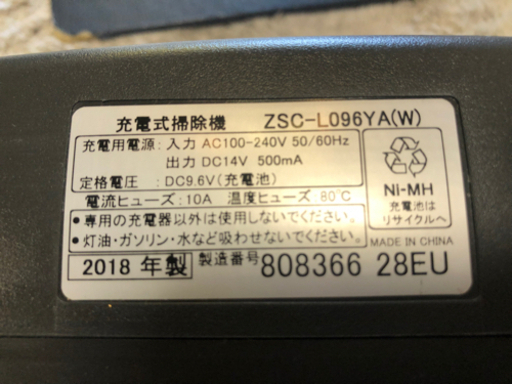 充電式掃除機 ZSC-L096YA(W)
充電用電源：入力 AC100-240V 50/60Hz
出力 DC14V 500mA
定格電圧 ：DC9.6V(充電池)
電流ヒューズ：10A 温度ヒューズ：80℃
Ni-MH
充電池は
リサイクルへ
●専用の充電器以外は使用しないでください。
●灯油・ガソリン・水など吸わせないでください。
MADE IN CHINA
2018 年製 製造番号 808366 28EU